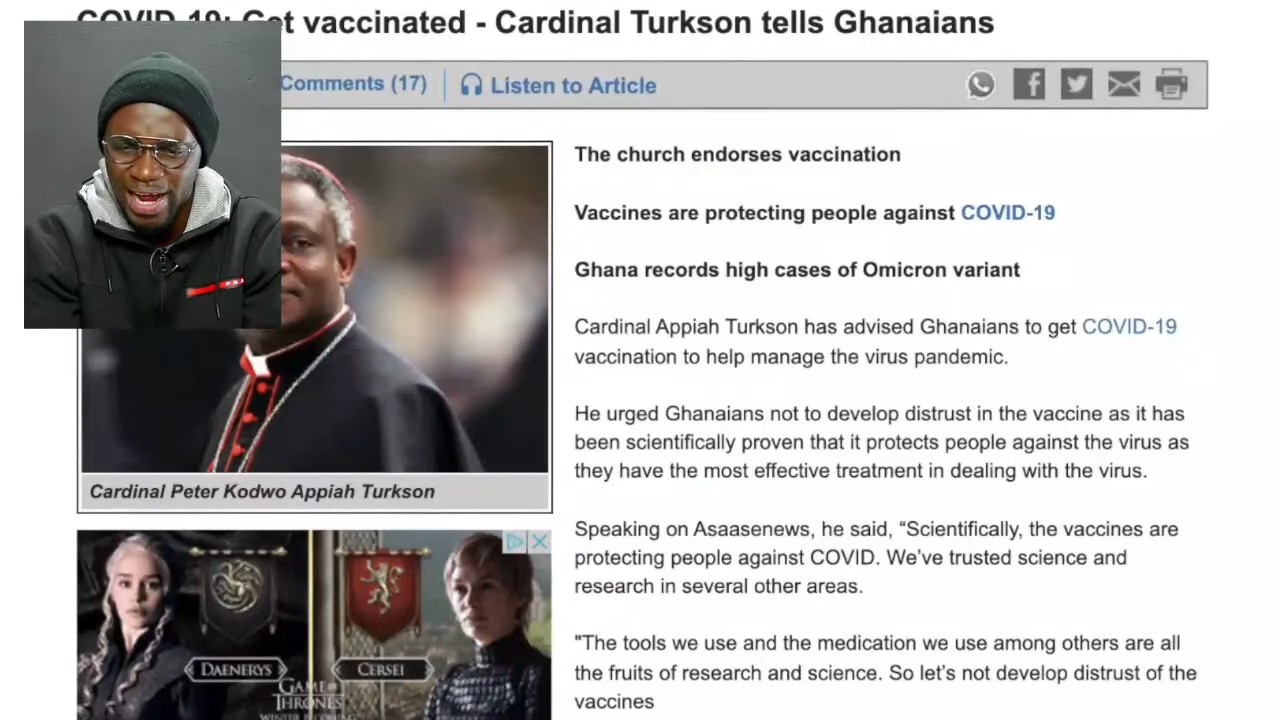 COVID-19: Get vaccinated - Cardinal Turkson tells Ghanaians
Comments (17)
Listen to Article
The church endorses vaccination
Vaccines are protecting people against COVID-19
Ghana records high cases of Omicron variant
Cardinal Appiah Turkson has advised Ghanaians to get COVID-19
vaccination to help manage the virus pandemic.
He urged Ghanaians not to develop distrust in the vaccine as it has
been scientifically proven that it protects people against the virus as
they have the most effective treatment in dealing with the virus.
Speaking on Asaasenews, he said, “Scientifically, the vaccines are
protecting people against COVID. We’ve trusted science and
research in several other areas.
"The tools we use and the medication we use among others are all
the fruits of research and science. So let’s not develop distrust of the
vaccines
Cardinal Peter Kodwo Appiah Turkson
DAENERYS
CERSEI
GAME OF
THRONES
WINTER IS COMING